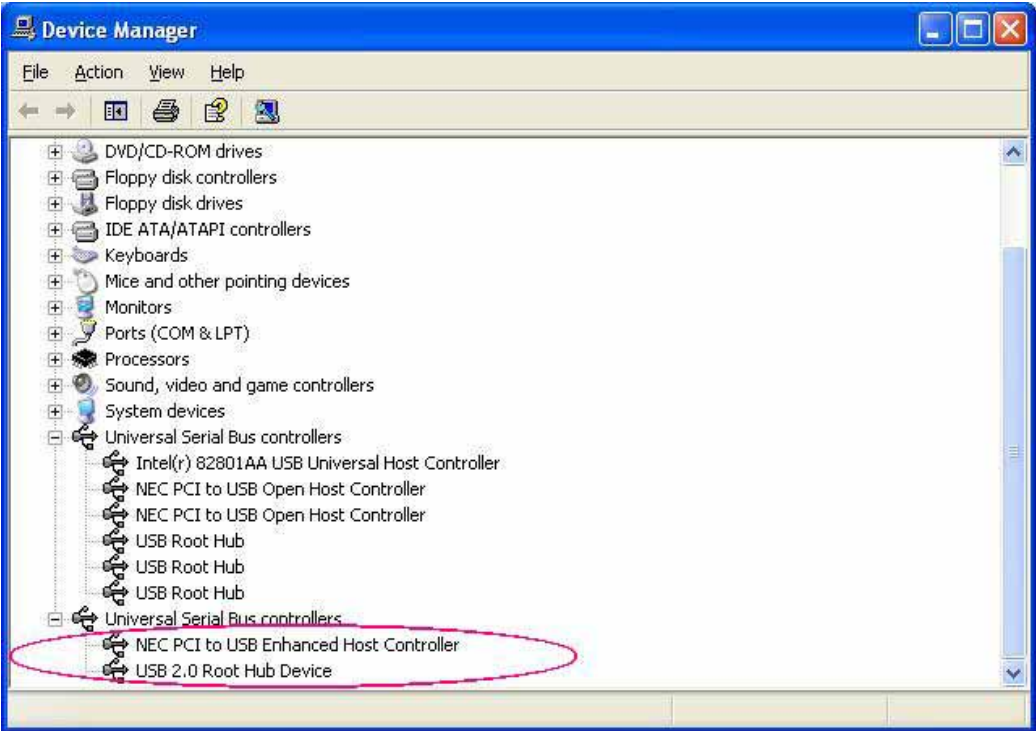 Device Manager
File Action View Help
DVD/CD-ROM drives
Floppy disk controllers
Floppy disk drives
IDE ATA/ATAPI controllers
Keyboards
Mice and other pointing devices
Monitors
Ports (COM & LPT)
Processors
Sound, video and game controllers
System devices
Universal Serial Bus controllers
Intel(r) 82801AA USB Universal Host Controller
NEC PCI to USB Open Host Controller
NEC PCI to USB Open Host Controller
USB Root Hub
USB Root Hub
USB Root Hub
Universal Serial Bus controllers
NEC PCI to USB Enhanced Host Controller
USB 2.0 Root Hub Device